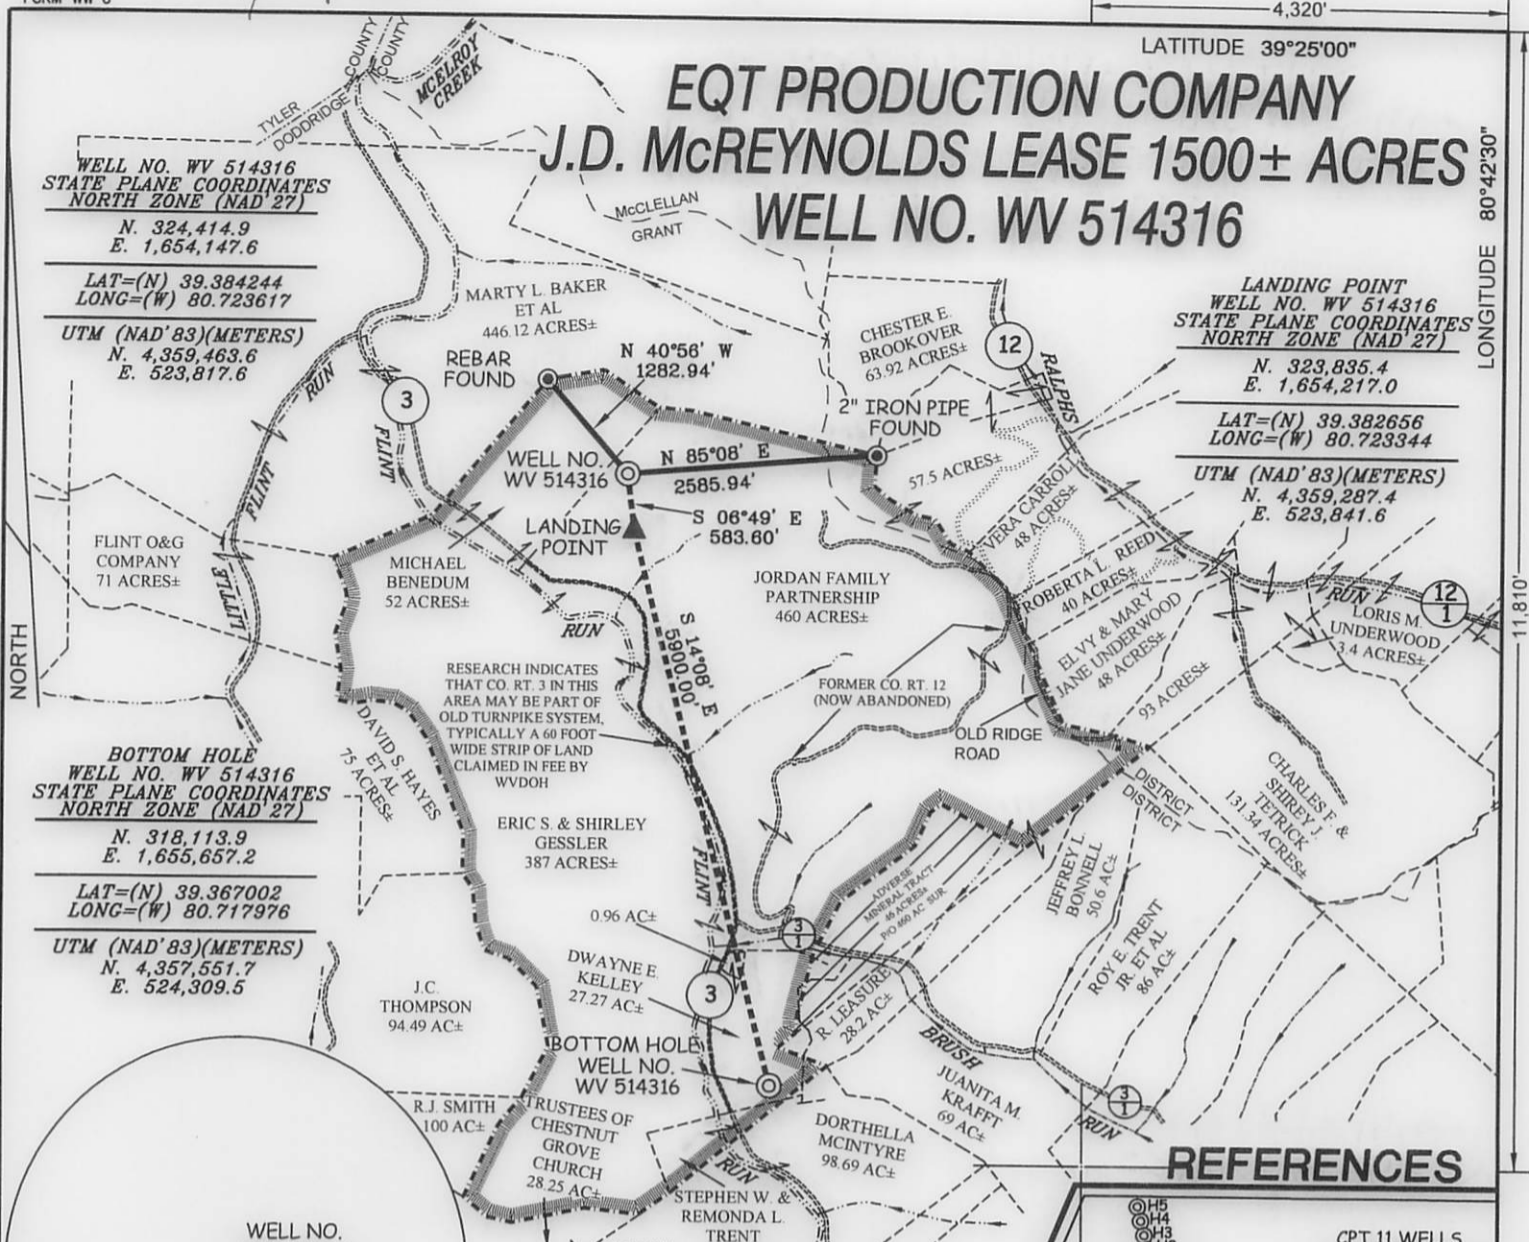 FORM WW-6
4,320'
LATITUDE 39°25'00"
EQT PRODUCTION COMPANY
J.D. McREYNOLDS LEASE 1500± ACRES
WELL NO. WV 514316
LONGITUDE 80°42'30"
11,810'
COUNTY
COUNTY
TYLER
DODDRIDGE
MCELROY
CREEK
McCLELLAN
GRANT
WELL NO. WV 514316
STATE PLANE COORDINATES
NORTH ZONE (NAD'27)
N. 324,414.9
E. 1,654,147.6
LAT=(N) 39.384244
LONG=(W) 80.723617
UTM (NAD'83)(METERS)
N. 4,359,463.6
E. 523,817.6
MARTY L. BAKER
ET AL
446.12 ACRES±
REBAR
FOUND
N 40°56' W
1282.94'
CHESTER E.
BROOKOVER
63.92 ACRES±
12
RALPHS
LANDING POINT
WELL NO. WV 514316
STATE PLANE COORDINATES
NORTH ZONE (NAD'27)
N. 323,835.4
E. 1,654,217.0
LAT=(N) 39.382656
LONG=(W) 80.723344
UTM (NAD'83)(METERS)
N. 4,359,287.4
E. 523,841.6
3
FLINT
RUN
FLINT
LITTLE
2" IRON PIPE
FOUND
WELL NO.
WV 514316
N 85°08' E
2585.94'
57.5 ACRES±
VERA CARROLL
48 ACRES±
S 06°49' E
583.60'
LANDING
POINT
FLINT O&G
COMPANY
71 ACRES±
MICHAEL
BENEDUM
52 ACRES±
RUN
JORDAN FAMILY
PARTNERSHIP
460 ACRES±
ROBERTA L. REED
40 ACRES±
ELVY & MARY
JANE UNDERWOOD
48 ACRES±
RUN
12
1
LORIS M.
UNDERWOOD
3.4 ACRES±
NORTH
S 14°08' E
5900.00'
RESEARCH INDICATES
THAT CO. RT. 3 IN THIS
AREA MAY BE PART OF
OLD TURNPIKE SYSTEM,
TYPICALLY A 60 FOOT
WIDE STRIP OF LAND
CLAIMED IN FEE BY
WVDOH
FORMER CO. RT. 12
(NOW ABANDONED)
93 ACRES±
OLD RIDGE
ROAD
DAVID S. HAYES
ET AL
75 ACRES±
BOTTOM HOLE
WELL NO. WV 514316
STATE PLANE COORDINATES
NORTH ZONE (NAD'27)
N. 318,113.9
E. 1,655,657.2
LAT=(N) 39.367002
LONG=(W) 80.717976
UTM (NAD'83)(METERS)
N. 4,357,551.7
E. 524,309.5
DISTRICT
DISTRICT
CHARLES F. &
SHIREY J.
TETRICK
131.34 ACRES±
ERIC S. & SHIRLEY
GESSLER
387 ACRES±
FLINT
ADVERSE
MINERAL TRACT
46 ACRES±
P/O 460 AC SUR
JEFFREY L.
BONNELL
50.6 AC±
0.96 AC±
3
1
DWAYNE E.
KELLEY
27.27 AC±
3
ROY E. TRENT
JR. ET AL
86 AC±
J.C.
THOMPSON
94.49 AC±
R. LEASURE
28.2 AC±
BOTTOM HOLE
WELL NO.
WV 514316
BRUSH
JUANITA M.
KRAFFT
69 AC±
3
1
RUN
R.J. SMITH
100 AC±
TRUSTEES OF
CHESTNUT
GROVE
CHURCH
28.25 AC±
DORTHELLA
MCINTYRE
98.69 AC±
RUN
STEPHEN W. &
REMONDA L.
TRENT
REFERENCES
H5
H4
H3
CPT 11 WELLS
WELL NO.